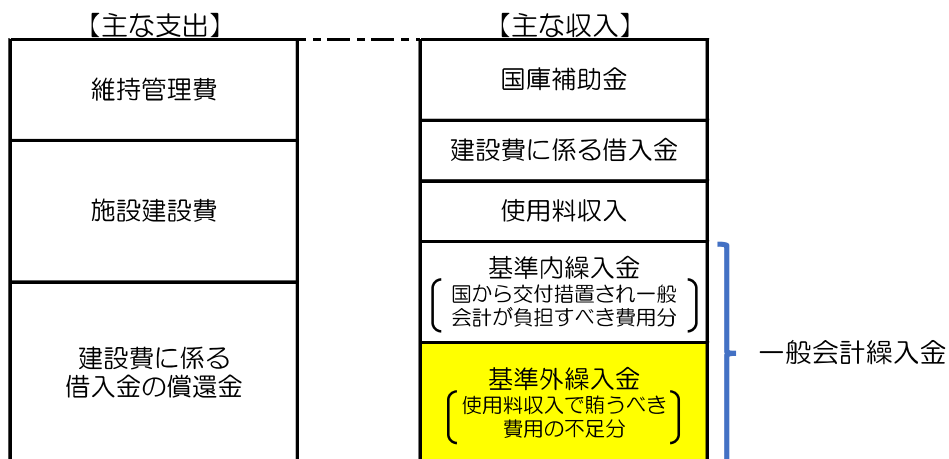 【主な支出】
維持管理費
施設建設費
建設費に係る
借入金の償還金
【主な収入】
国庫補助金
建設費に係る借入金
使用料収入
基準内繰入金
国から交付措置され一般
会計が負担すべき費用分
基準外繰入金
使用料収入で賄うべき
費用の不足分
一般会計繰入金